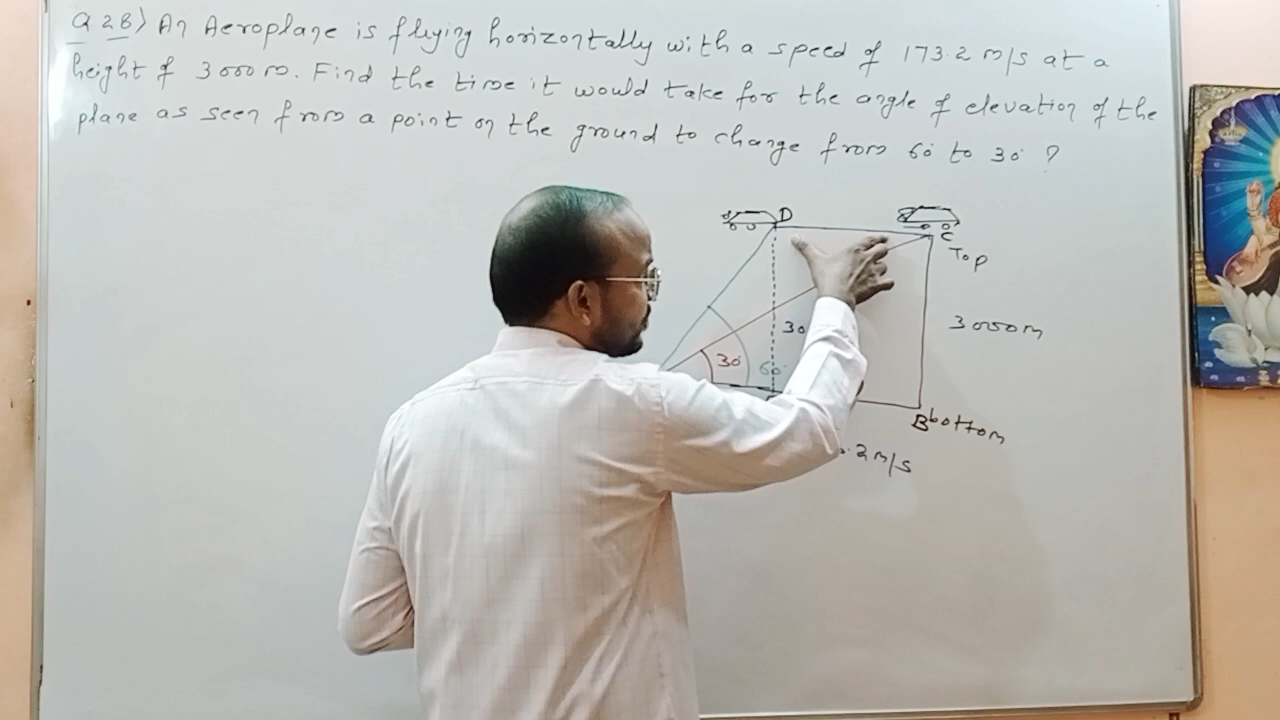 Q 28) An Aeroplane is flying horizontally with a speed of 173.2 m/s at a
height of 3000 m. Find the time it would take for the angle of elevation of the
plane as seen from a point on the ground to change from 60° to 30° ?
D
C
Top
30
3000m
30°
60°
B bottom
.2 m/s